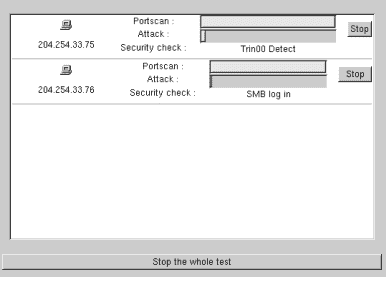 Portscan :
Attack :
Stop
204.254.33.75
Security check :
Trin00 Detect
Portscan :
Attack :
Stop
204.254.33.76
Security check :
SMB log in
Stop the whole test